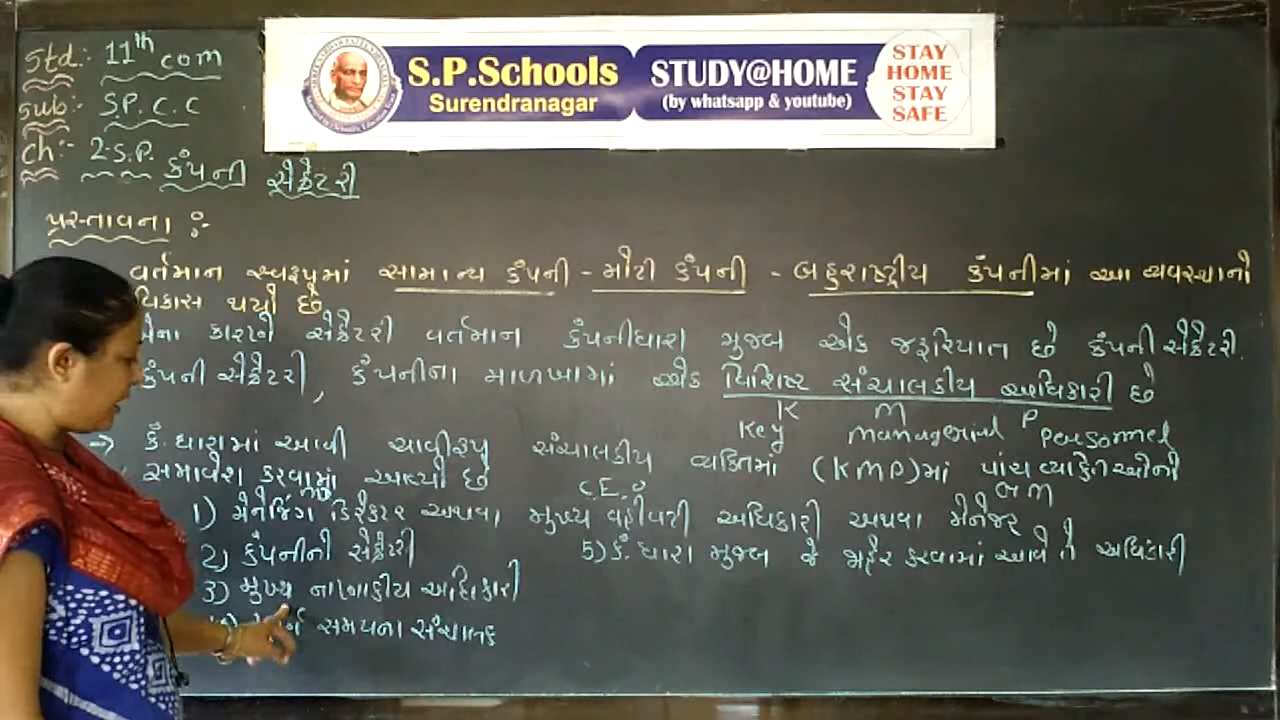 Std:- 11th com
Sub:- S.P.C.C
Ch:- 2. S.P. કંપની સેક્રેટરી
S.P.Schools
Surendranagar
STUDY@HOME
(by whatsapp & youtube)
STAY
HOME
STAY
SAFE
પ્રસ્તાવના :-
વર્તમાન સ્વરૂપમાં સામાન્ય કંપની - મોટી કંપની - બહુરાષ્ટ્રીય કંપનીમાં આ વ્યવસ્થાનો
વિકાસ થયો છે
એના કારણે સેક્રેટરી વર્તમાન કંપનીધારા મુજબ એક જરૂરિયાત છે કંપની સેક્રેટરી.
કંપની સેક્રેટરી, કંપનીના માળખામાં એક વિશિષ્ટ સંચાલકીય અધિકારી છે
K M P
Key Managerial Personnel
→ કં. ધારામાં આવી ચાવીરૂપ સંચાલકીય વ્યક્તિમાં (KMP)માં પાંચ વ્યક્તિઓનો
સમાવેશ કરવામાં આવ્યો છે
MD C.E.O GM
1) મેનેજિંગ ડિરેક્ટર અથવા મુખ્ય વહીવટી અધિકારી અથવા મેનેજર
2) કંપનીનો સેક્રેટરી
5) કં. ધારા મુજબ જે જાહેર કરવામાં આવે તે અધિકારી
3) મુખ્ય નાણાકીય અધિકારી
સમયના સંચાલક